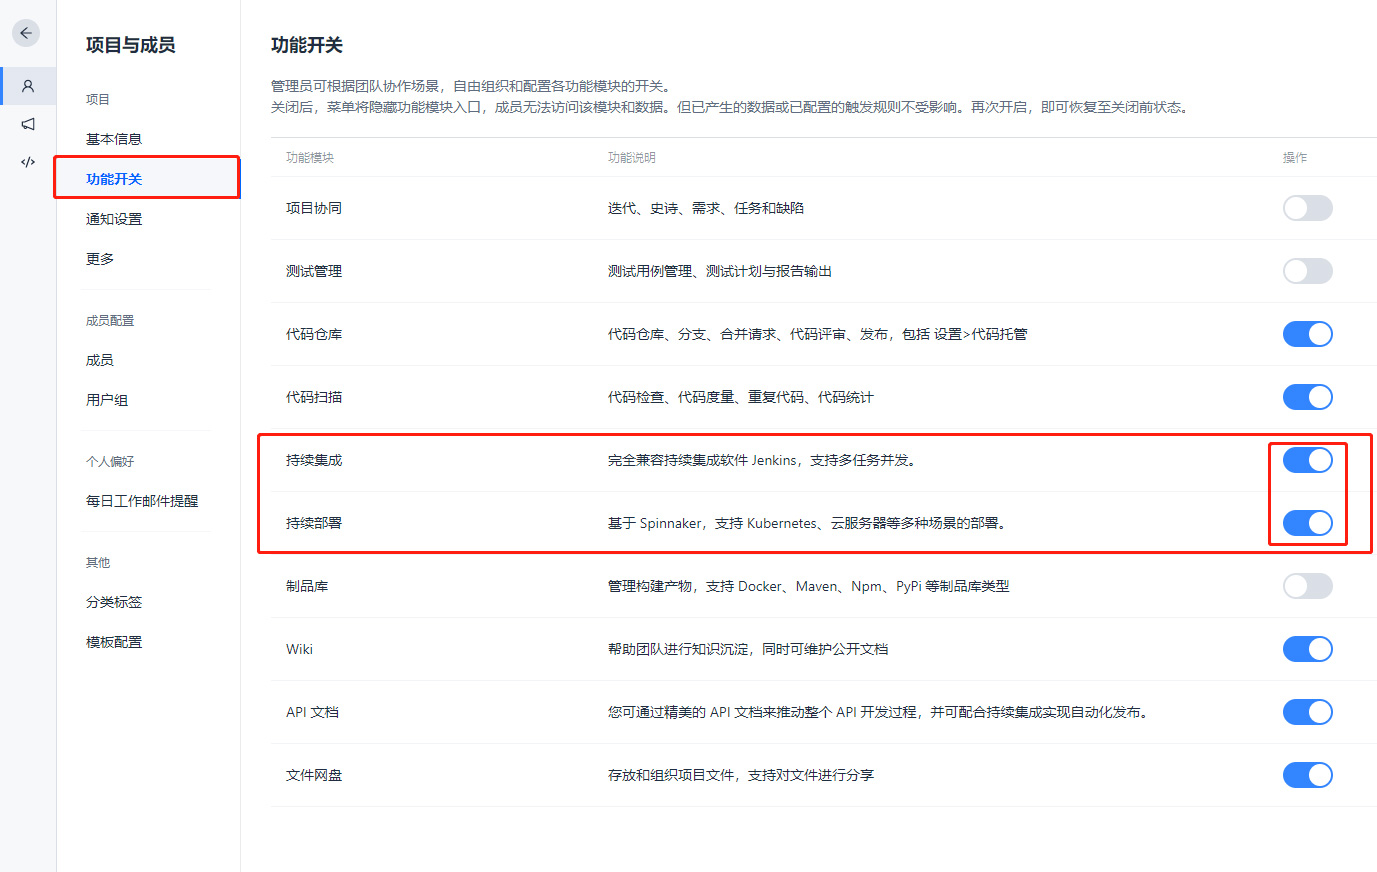 项目与成员
项目
基本信息
功能开关
通知设置
更多
成员配置
成员
用户组
个人偏好
每日工作邮件提醒
其他
分类标签
模板配置
功能开关
管理员可根据团队协作场景，自由组织和配置各功能模块的开关。
关闭后，菜单将隐藏功能模块入口，成员无法访问该模块和数据。但已产生的数据或已配置的触发规则不受影响。再次开启，即可恢复至关闭前状态。
功能模块 功能说明 操作
项目协同 迭代、史诗、需求、任务和缺陷
测试管理 测试用例管理、测试计划与报告输出
代码仓库 代码仓库、分支、合并请求、代码评审、发布，包括 设置>代码托管
代码扫描 代码检查、代码度量、重复代码、代码统计
持续集成 完全兼容持续集成软件 Jenkins，支持多任务并发。
持续部署 基于 Spinnaker，支持 Kubernetes、云服务器等多种场景的部署。
制品库 管理构建产物，支持 Docker、Maven、Npm、PyPi 等制品库类型
Wiki 帮助团队进行知识沉淀，同时可维护公开文档
API 文档 您可通过精美的 API 文档来推动整个 API 开发过程，并可配合持续集成实现自动化发布。
文件网盘 存放和组织项目文件，支持对文件进行分享